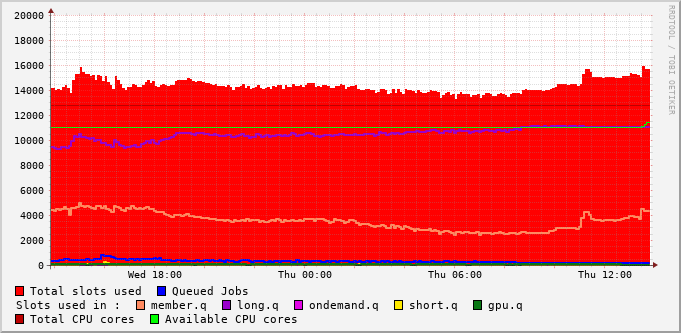 RRDTOOL / TOBI OETIKER
20000
18000
16000
14000
12000
10000
8000
6000
4000
2000
0
Wed 18:00 Thu 00:00 Thu 06:00 Thu 12:00
Total slots used Queued Jobs
Slots used in : member.q long.q ondemand.q short.q gpu.q
Total CPU cores Available CPU cores